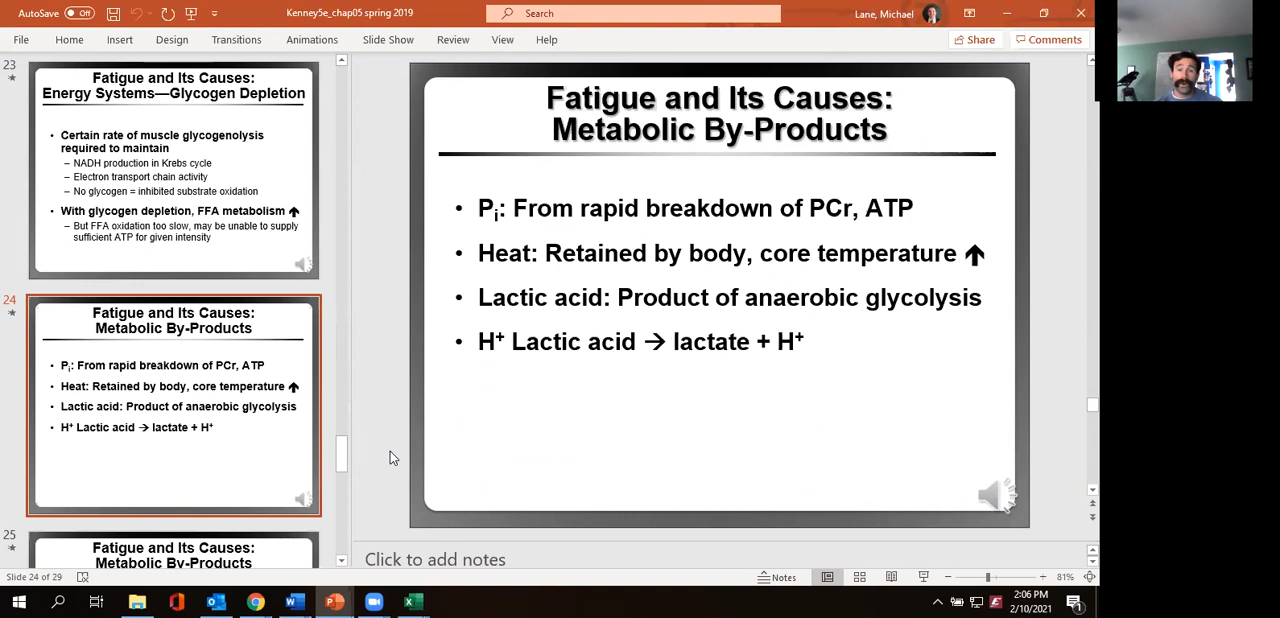 AutoSave Off
Kenney5e_chap05 spring 2019
Search
Lane, Michael
File Home Insert Design Transitions Animations Slide Show Review View Help
Share
Comments
23
Fatigue and Its Causes:
Energy Systems—Glycogen Depletion
• Certain rate of muscle glycogenolysis
required to maintain
– NADH production in Krebs cycle
– Electron transport chain activity
– No glycogen = inhibited substrate oxidation
• With glycogen depletion, FFA metabolism ↑
– But FFA oxidation too slow, may be unable to supply
sufficient ATP for given intensity
24
Fatigue and Its Causes:
Metabolic By-Products
• Pi: From rapid breakdown of PCr, ATP
• Heat: Retained by body, core temperature ↑
• Lactic acid: Product of anaerobic glycolysis
• H+ Lactic acid → lactate + H+
25
Fatigue and Its Causes:
Metabolic By-Products
Fatigue and Its Causes:
Metabolic By-Products
• Pi: From rapid breakdown of PCr, ATP
• Heat: Retained by body, core temperature ↑
• Lactic acid: Product of anaerobic glycolysis
• H+ Lactic acid → lactate + H+
Click to add notes
Slide 24 of 29
Notes
81%
2:06 PM
2/10/2021